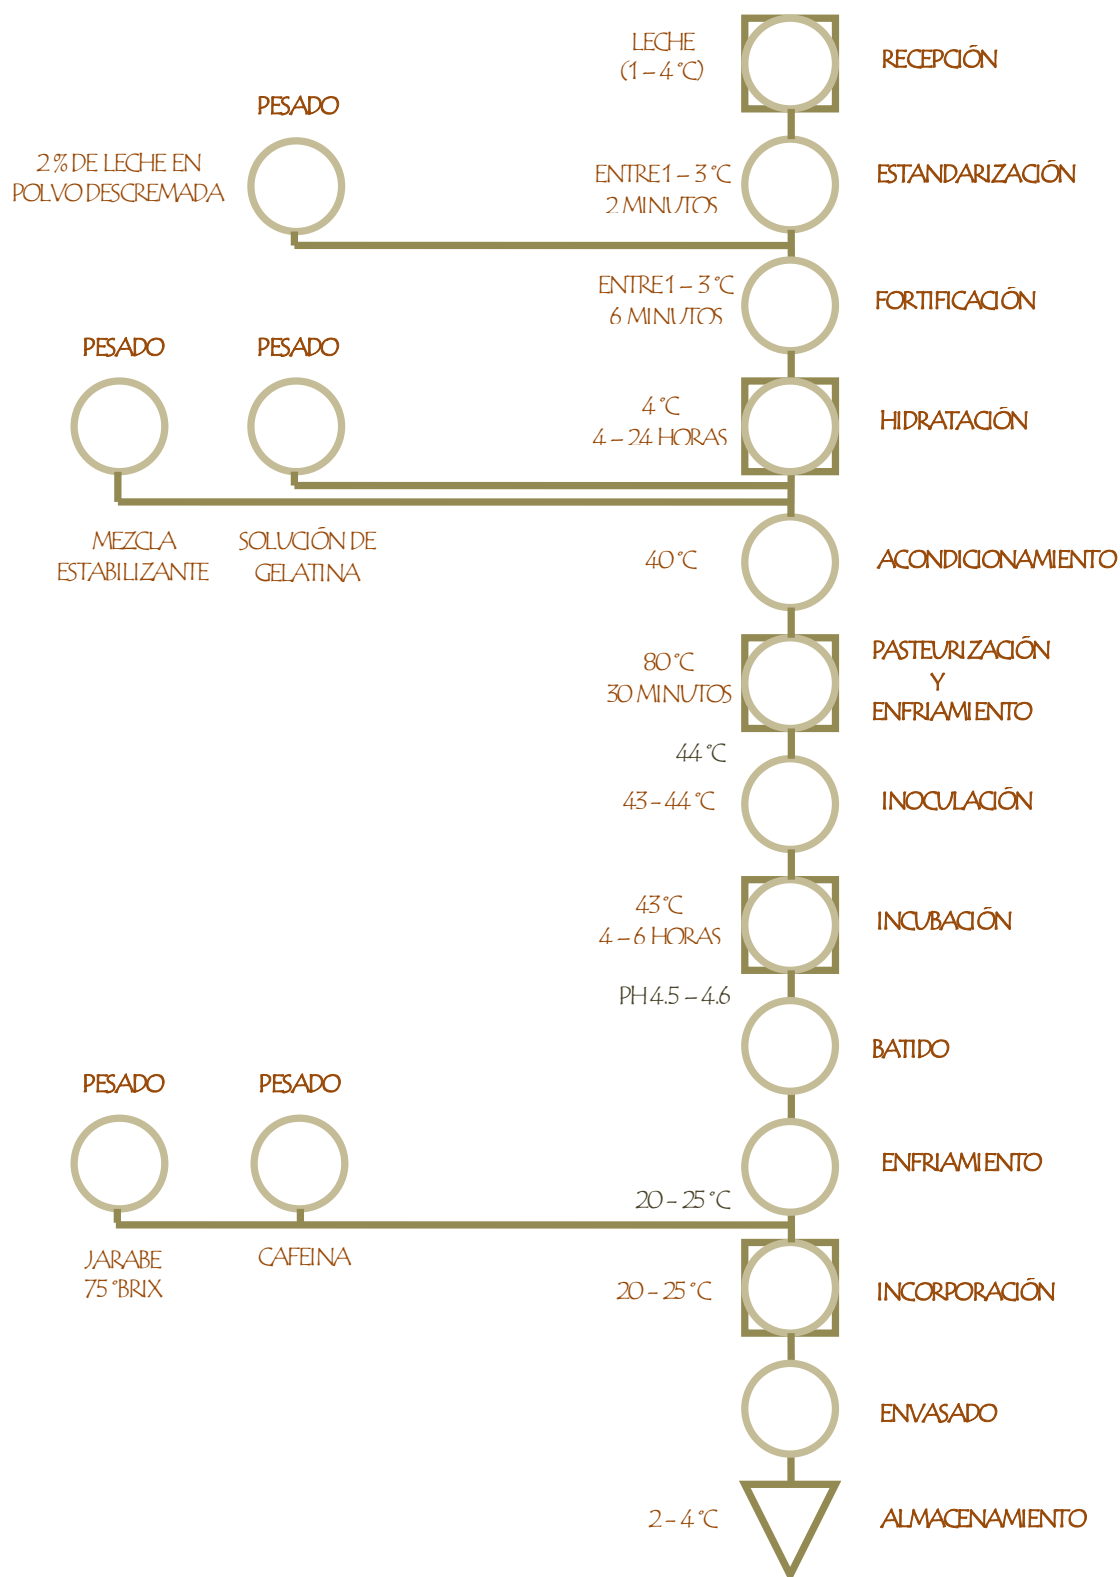 LECHE
(1 – 4 °C)
RECEPCIÓN
PESADO
2 % DE LECHE EN
POLVO DESCREMADA
ENTRE 1 – 3 °C
2 MINUTOS
ESTANDARIZACIÓN
ENTRE 1 – 3 °C
6 MINUTOS
FORTIFICACIÓN
PESADO
PESADO
4 °C
4 – 24 HORAS
HIDRATACIÓN
MEZCLA
ESTABILIZANTE
SOLUCIÓN DE
GELATINA
40 °C
ACONDICIONAMIENTO
80 °C
30 MINUTOS
PASTEURIZACIÓN
Y
ENFRIAMIENTO
44 °C
43 - 44 °C
INOCULACIÓN
43 °C
4 – 6 HORAS
INCUBACIÓN
PH 4.5 – 4.6
BATIDO
PESADO
PESADO
ENFRIAMIENTO
20 - 25 °C
JARABE
75 °BRIX
CAFEINA
20 - 25 °C
INCORPORACIÓN
ENVASADO
2 - 4 °C
ALMACENAMIENTO